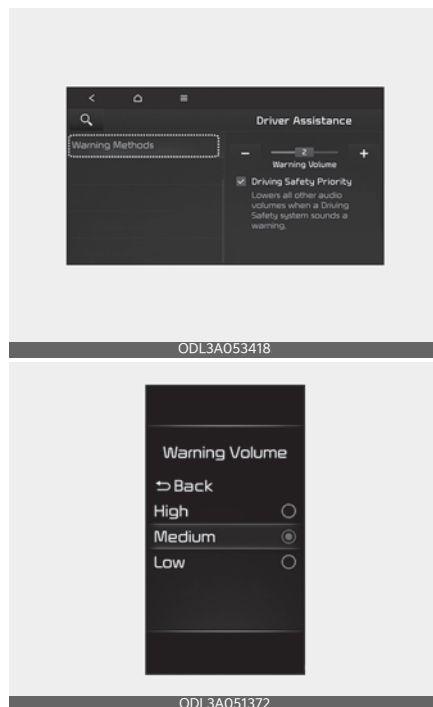 Driver Assistance
Warning Methods
2
Warning Volume
Driving Safety Priority
Lowers all other audio
volumes when a Driving
Safety system sounds a
warning.
ODL3A053418
Warning Volume
Back
High
Medium
Low
ODL3A051372